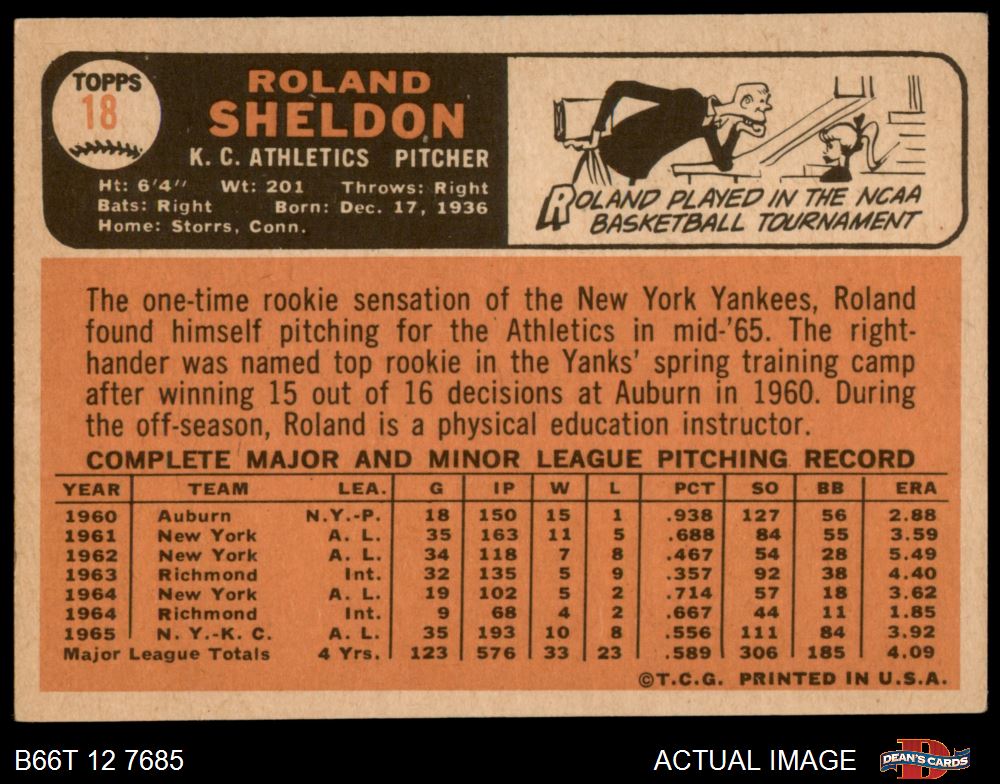 TOPPS
18
ROLAND
SHELDON
K. C. ATHLETICS PITCHER
Ht: 6'4" Wt: 201 Throws: Right
Bats: Right Born: Dec. 17, 1936
Home: Storrs, Conn.
ROLAND PLAYED IN THE NCAA
BASKETBALL TOURNAMENT
The one-time rookie sensation of the New York Yankees, Roland
found himself pitching for the Athletics in mid-'65. The right-
hander was named top rookie in the Yanks' spring training camp
after winning 15 out of 16 decisions at Auburn in 1960. During
the off-season, Roland is a physical education instructor.
COMPLETE MAJOR AND MINOR LEAGUE PITCHING RECORD
YEAR TEAM LEA. G IP W L PCT SO BB ERA
1960 Auburn N.Y.-P. 18 150 15 1 .938 127 56 2.88
1961 New York A. L. 35 163 11 5 .688 84 55 3.59
1962 New York A. L. 34 118 7 8 .467 54 28 5.49
1963 Richmond Int. 32 135 5 9 .357 92 38 4.40
1964 New York A. L. 19 102 5 2 .714 57 18 3.62
1964 Richmond Int. 9 68 4 2 .667 44 11 1.85
1965 N. Y.-K. C. A. L. 35 193 10 8 .556 111 84 3.92
Major League Totals 4 Yrs. 123 576 33 23 .589 306 185 4.09
©T.C.G. PRINTED IN U.S.A.
B66T 12 7685 ACTUAL IMAGE DEAN'S CARDS